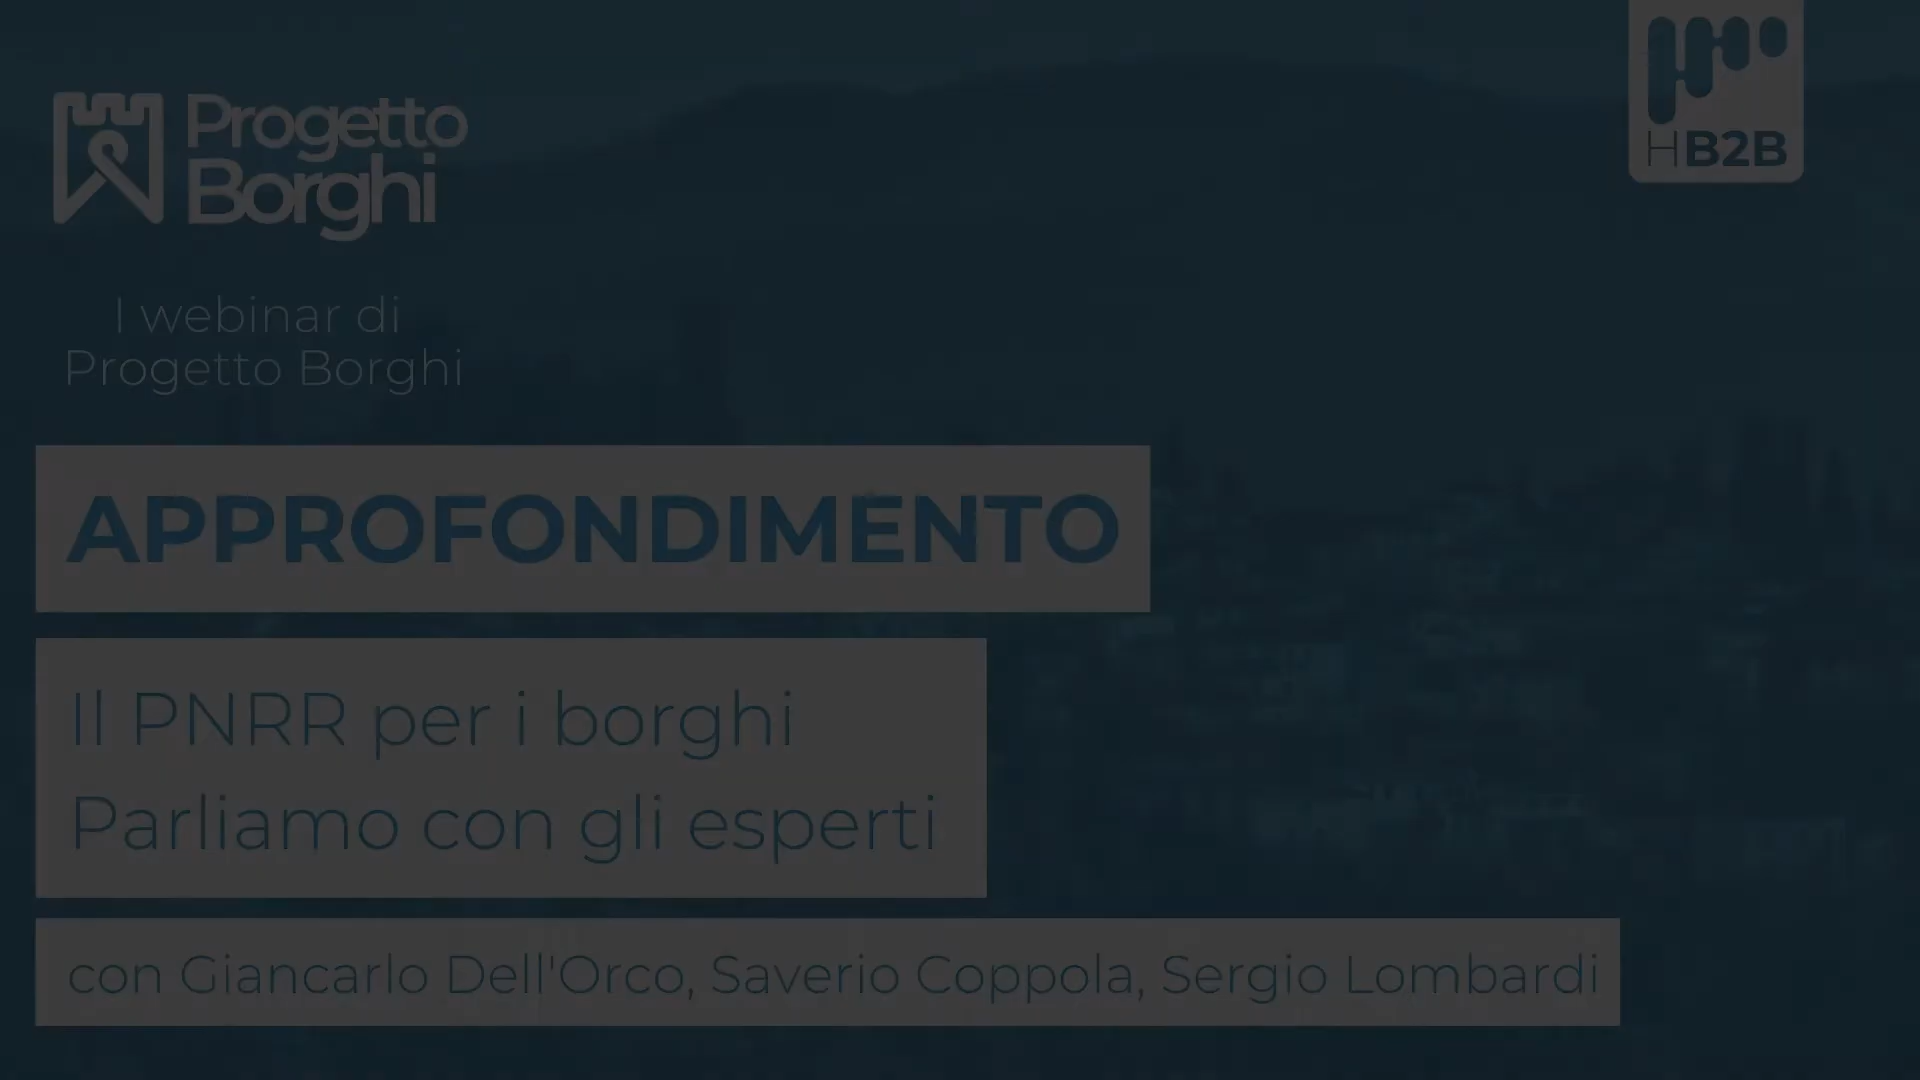 Progetto
Borghi
HB2B
I webinar di
Progetto Borghi
APPROFONDIMENTO
Il PNRR per i borghi
Parliamo con gli esperti
con Giancarlo Dell'Orco, Saverio Coppola, Sergio Lombardi